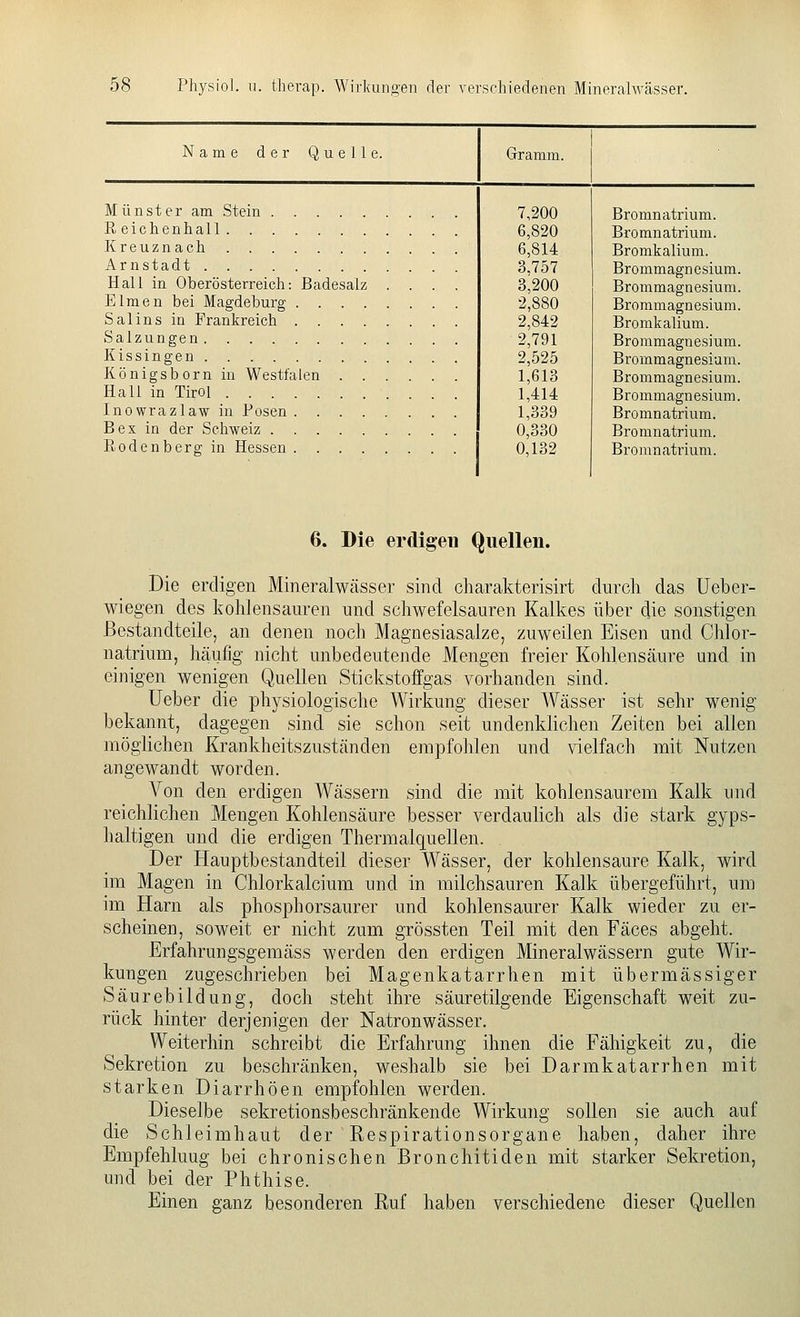 58 Physiol. u. therap. Wirkungen der verschiedenen Mineralwässer.
Name der Quelle. Gramm.
Münster am Stein . . . . . . . . . 7,200 Bromnatrium.
Reichenhall . . . . . . . . . . . 6,820 Bromnatrium.
Kreuznach . . . . . . . . . . . 6,814 Bromkalium.
Arnstadt . . . . . . . . . . . . 3,757 Brommagnesium.
Hall in Oberösterreich: Badesalz . . . . 3,200 Brommagnesium.
Elmen bei Magdeburg . . . . . . . . 2,880 Brommagnesium.
Salins in Frankreich . . . . . . . . 2,842 Bromkalium.
Salzungen . . . . . . . . . . . . 2,791 Brommagnesium.
Kissingen . . . . . . . . . . . . 2,525 Brommagnesium.
Königsborn in Westfalen . . . . . . 1,613 Brommagnesium.
Hall in Tirol . . . . . . . . . . . 1,414 Brommagnesium.
Inowrazlaw in Posen . . . . . . . . 1,339 Bromnatrium.
Bex in der Schweiz . . . . . . . . . 0,330 Bromnatrium.
Rodenberg in Hessen . . . . . . . . 0,132 Bromnatrium.
6. Die erdigen Quellen.
Die erdigen Mineralwässer sind charakterisirt durch das Ueber-
wiegen des kohlensauren und schwefelsauren Kalkes über die sonstigen
Bestandteile, an denen noch Magnesiasalze, zuweilen Eisen und Chlor-
natrium, häufig nicht unbedeutende Mengen freier Kohlensäure und in
einigen wenigen Quellen Stickstoffgas vorhanden sind.
Ueber die physiologische Wirkung dieser Wässer ist sehr wenig
bekannt, dagegen sind sie schon seit undenklichen Zeiten bei allen
möglichen Krankheitszuständen empfohlen und vielfach mit Nutzen
angewandt worden.
Von den erdigen Wässern sind die mit kohlensaurem Kalk und
reichlichen Mengen Kohlensäure besser verdaulich als die stark gyps-
haltigen und die erdigen Thermalquellen.
Der Hauptbestandteil dieser Wässer, der kohlensaure Kalk, wird
im Magen in Chlorkalcium und in milchsauren Kalk übergeführt, um
im Harn als phosphorsaurer und kohlensaurer Kalk wieder zu er-
scheinen, soweit er nicht zum grössten Teil mit den Fäces abgeht.
Erfahrungsgemäss werden den erdigen Mineralwässern gute Wir-
kungen zugeschrieben bei Magenkatarrhen mit übermässiger
Säurebildung, doch steht ihre säuretilgende Eigenschaft weit zu-
rück hinter derjenigen der Natronwässer.
Weiterhin schreibt die Erfahrung ihnen die Fähigkeit zu, die
Sekretion zu beschränken, weshalb sie bei Darmkatarrhen mit
starken Diarrhöen empfohlen werden.
Dieselbe sekretionsbeschränkende Wirkung sollen sie auch auf
die Schleimhaut der Respirationsorgane haben, daher ihre
Empfehluug bei chronischen Bronchitiden mit starker Sekretion,
und bei der Phthise.
Einen ganz besonderen Ruf haben verschiedene dieser Quellen